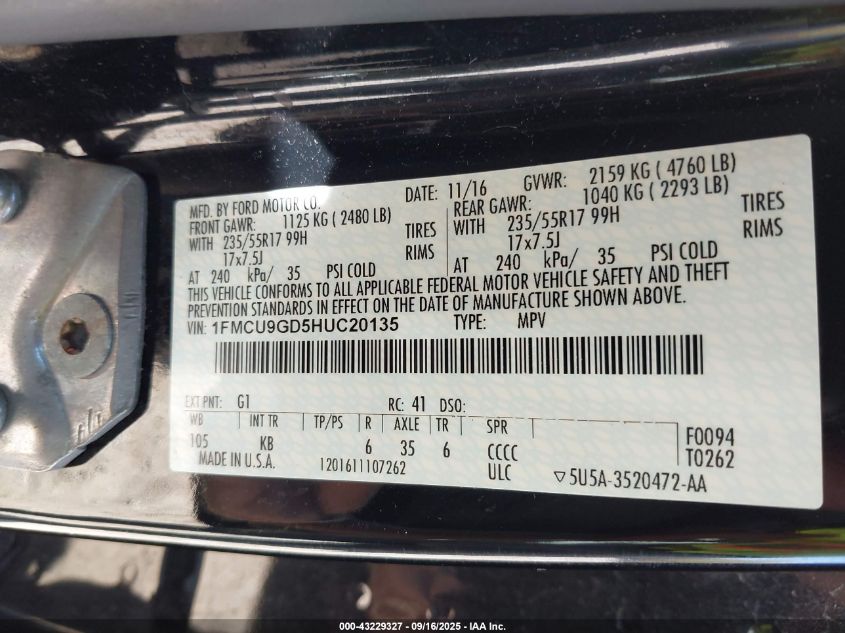 MFD. BY FORD MOTOR CO. DATE: 11/16 GVWR: 2159 KG ( 4760 LB)
FRONT GAWR: 1125 KG ( 2480 LB) REAR GAWR: 1040 KG ( 2293 LB)
WITH 235/55R17 99H TIRES WITH 235/55R17 99H TIRES
17x7.5J RIMS 17x7.5J RIMS
AT 240 kPa/ 35 PSI COLD AT 240 kPa/ 35 PSI COLD
THIS VEHICLE CONFORMS TO ALL APPLICABLE FEDERAL MOTOR VEHICLE SAFETY AND THEFT
PREVENTION STANDARDS IN EFFECT ON THE DATE OF MANUFACTURE SHOWN ABOVE.
VIN: 1FMCU9GD5HUC20135 TYPE: MPV
EXT PNT: G1 RC: 41 DSO:
WB INT TR TP/PS R AXLE TR SPR
105 KB 6 35 6 CCCC F0094
MADE IN U.S.A. 1201611107262 ULC T0262
▽5U5A-3520472-AA
000-43229327 - 09/16/2025 - IAA Inc.